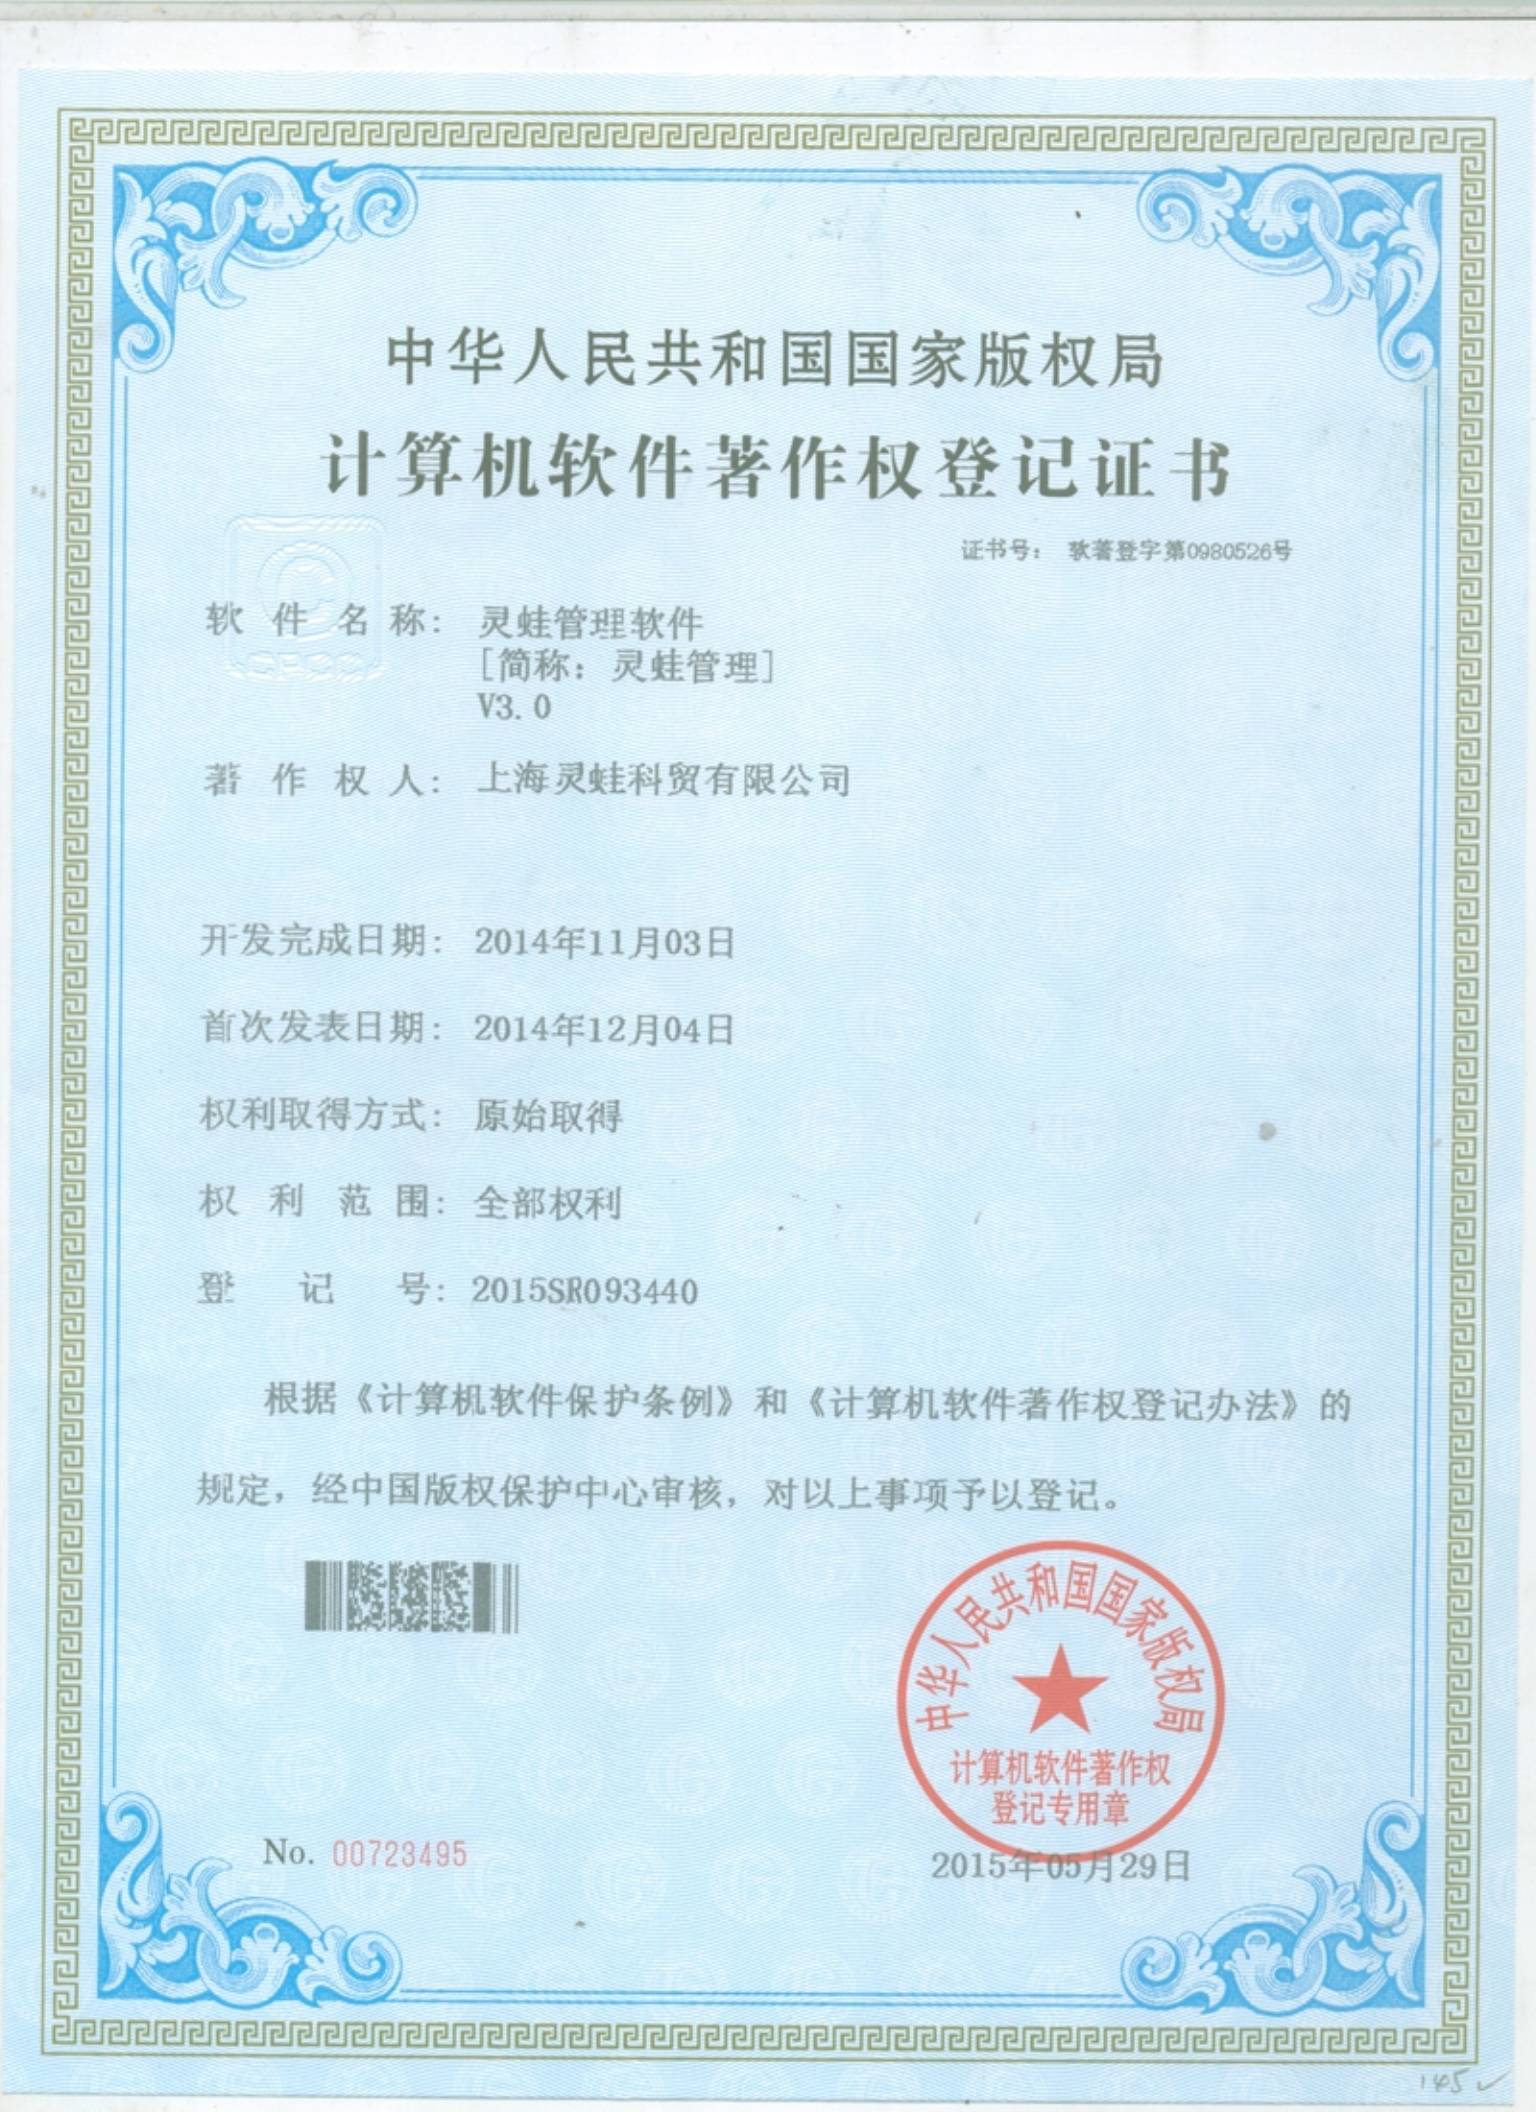 中华人民共和国国家版权局
计算机软件著作权登记证书
证书号： 软著登字第0980526号
软件名称： 灵蛙管理软件
[简称：灵蛙管理]
V3.0
著作权人： 上海灵蛙科贸有限公司
开发完成日期： 2014年11月03日
首次发表日期： 2014年12月04日
权利取得方式： 原始取得
权利范围： 全部权利
登记号： 2015SR093440
根据《计算机软件保护条例》和《计算机软件著作权登记办法》的
规定，经中国版权保护中心审核，对以上事项予以登记。
中华人民共和国国家版权局
计算机软件著作权
登记专用章
No. 00723495
2015年05月29日
145